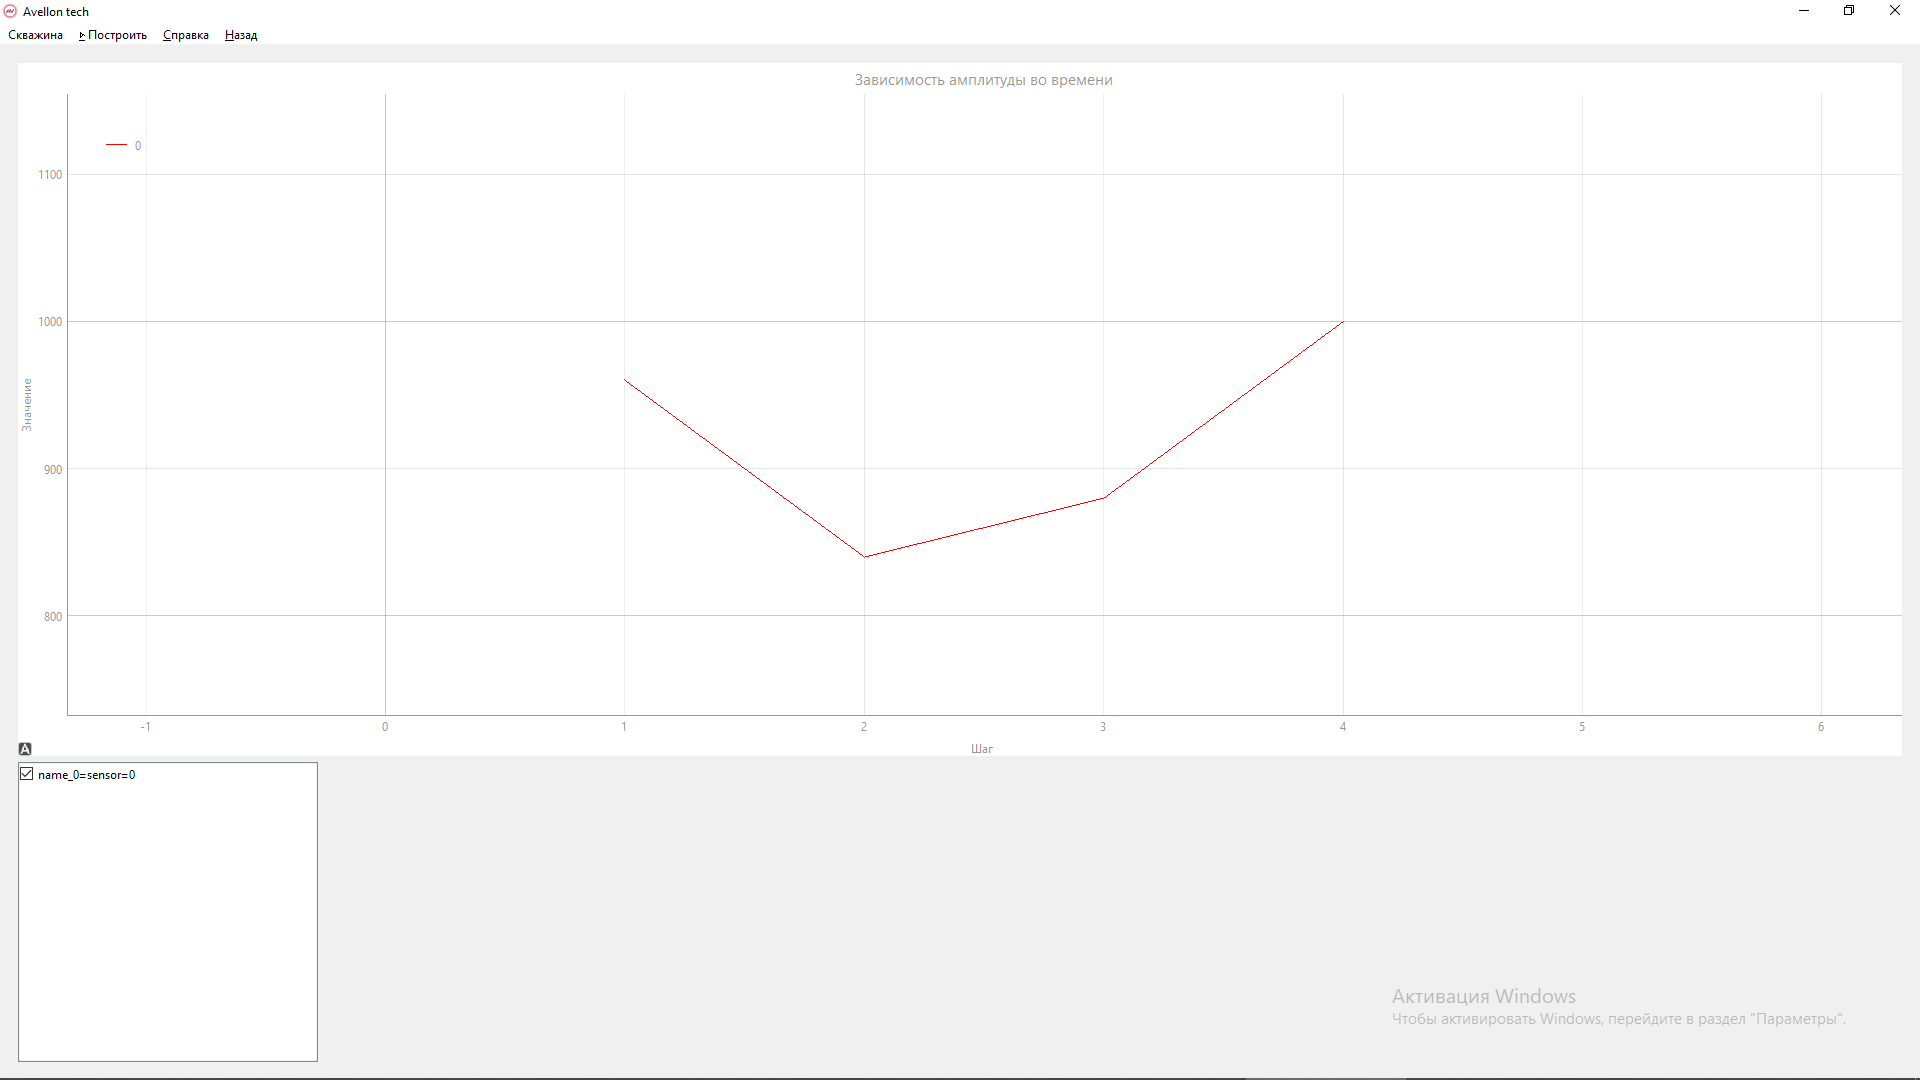 Avellon tech
Скважина Построить Справка Назад
Зависимость амплитуды во времени
0
1100
1000
900
800
Значение
-1 0 1 2 3 4 5 6
Шаг
A
name_0=sensor=0
Активация Windows
Чтобы активировать Windows, перейдите в раздел "Параметры".